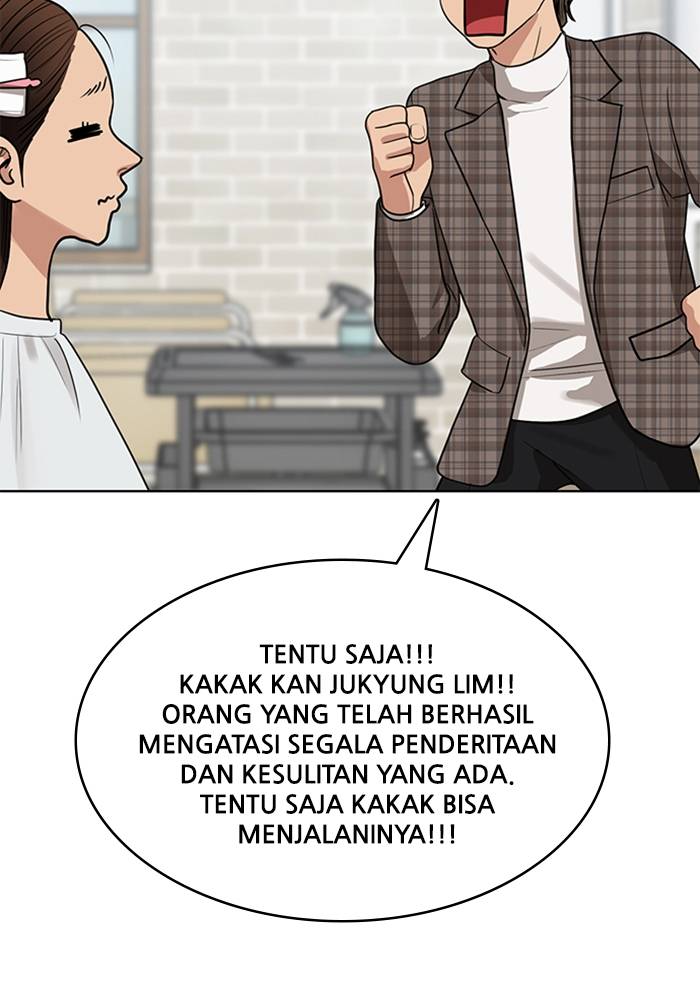 TENTU SAJA!!!
KAKAK KAN JUKYUNG LIM!!
ORANG YANG TELAH BERHASIL
MENGATASI SEGALA PENDERITAAN
DAN KESULITAN YANG ADA.
TENTU SAJA KAKAK BISA
MENJALANINYA!!!